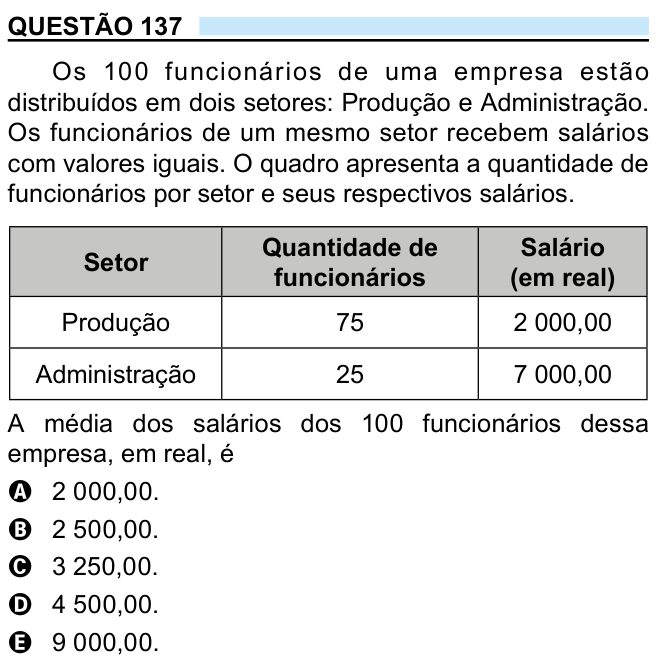 QUESTÃO 137
Os 100 funcionários de uma empresa estão
distribuídos em dois setores: Produção e Administração.
Os funcionários de um mesmo setor recebem salários
com valores iguais. O quadro apresenta a quantidade de
funcionários por setor e seus respectivos salários.
Setor
Quantidade de
funcionários
Salário
(em real)
Produção 75 2 000,00
Administração 25 7 000,00
A média dos salários dos 100 funcionários dessa
empresa, em real, é
A 2 000,00.
B 2 500,00.
C 3 250,00.
D 4 500,00.
E 9 000,00.